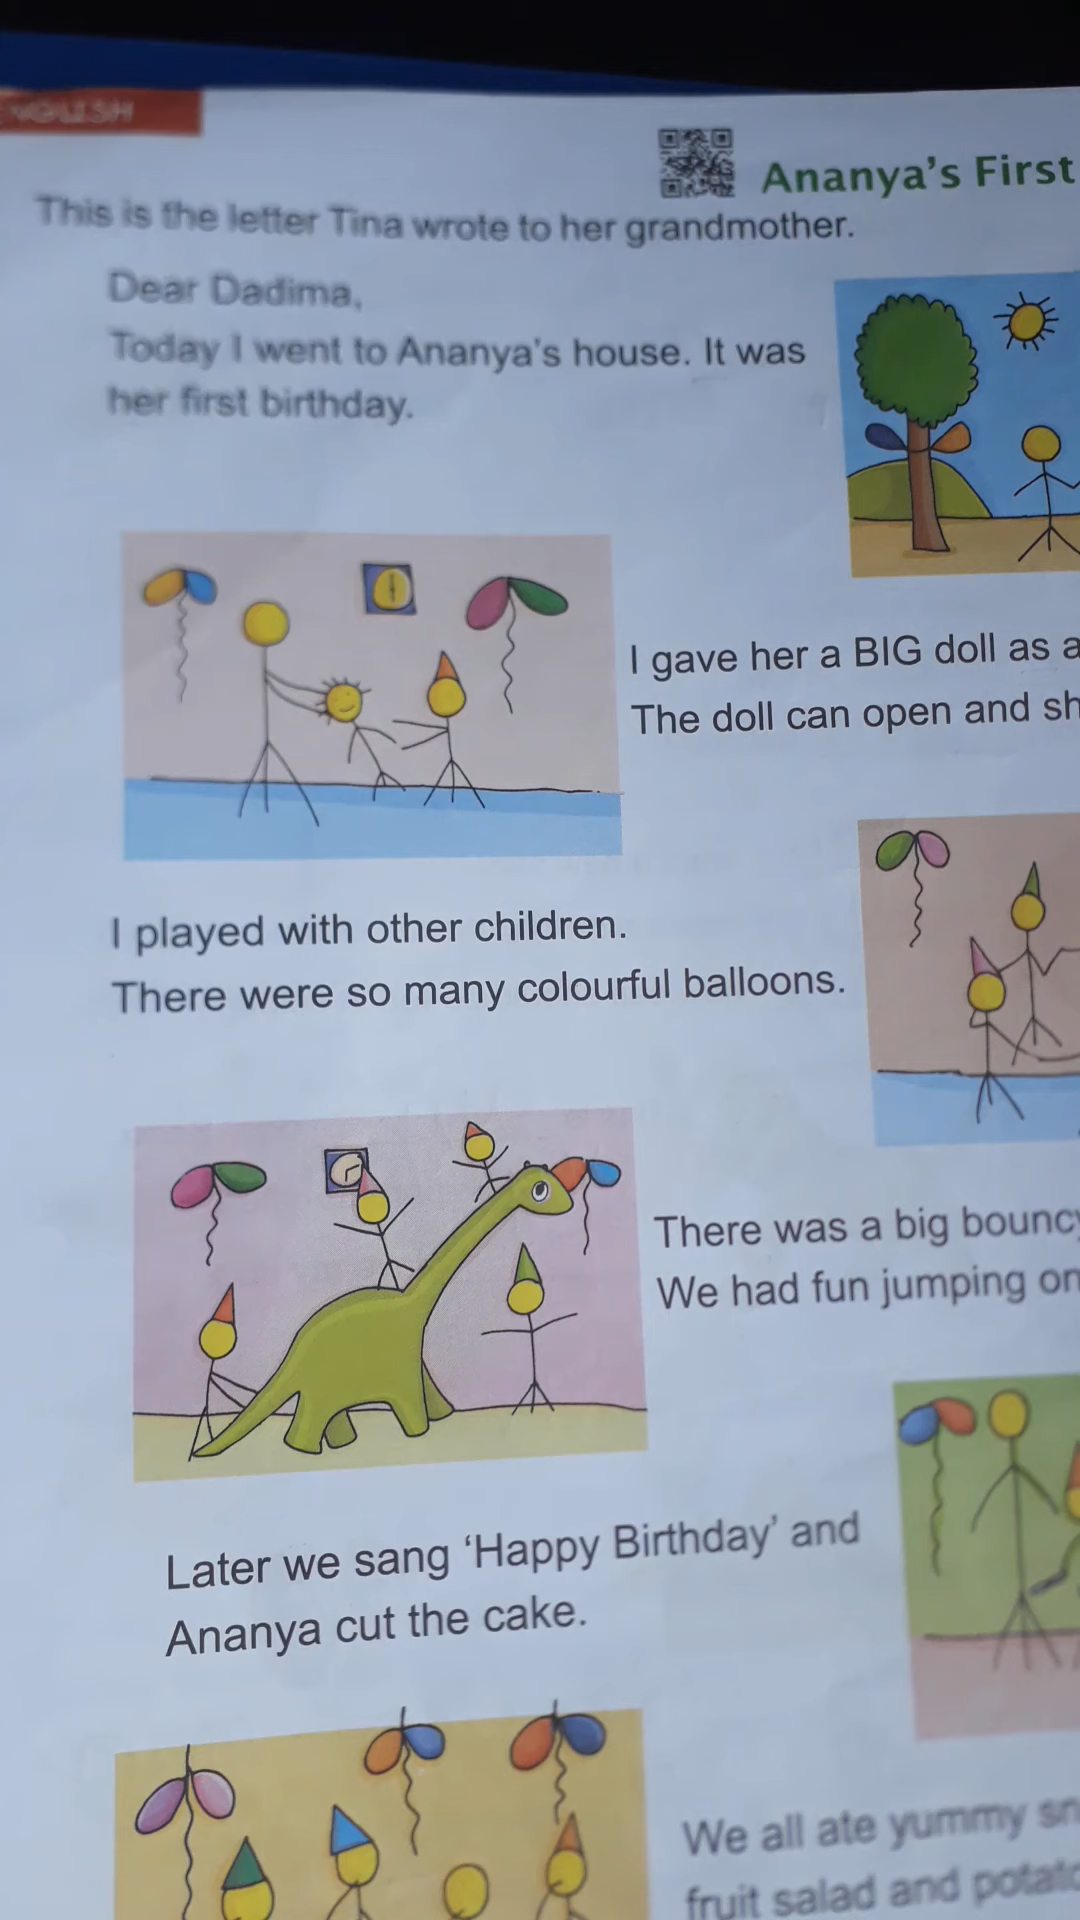 ENGLISH
Ananya's First
This is the letter Tina wrote to her grandmother.
Dear Dadima,
Today I went to Ananya's house. It was
her first birthday.
I gave her a BIG doll as a
The doll can open and sh
I played with other children.
There were so many colourful balloons.
There was a big bouncy
We had fun jumping on
Later we sang ‘Happy Birthday’ and
Ananya cut the cake.
We all ate yummy sn
fruit salad and potato